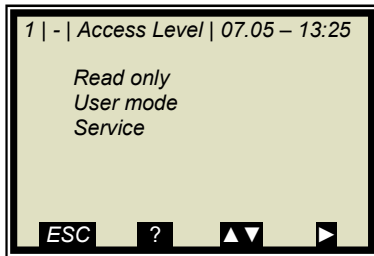 1 | - | Access Level | 07.05 – 13:25
Read only
User mode
Service
ESC ? ▲▼ ►